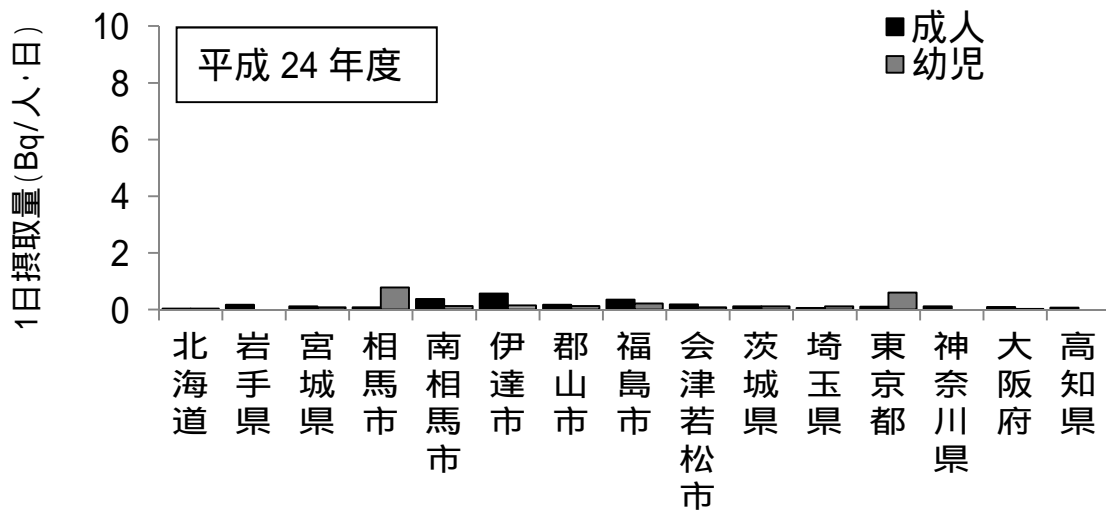 1日摂取量(Bq/人・日)
10
8
6
4
2
0
平成 24 年度
成人
幼児
北海道
岩手県
宮城県
相馬市
南相馬市
伊達市
郡山市
福島市
会津若松市
茨城県
埼玉県
東京都
神奈川県
大阪府
高知県